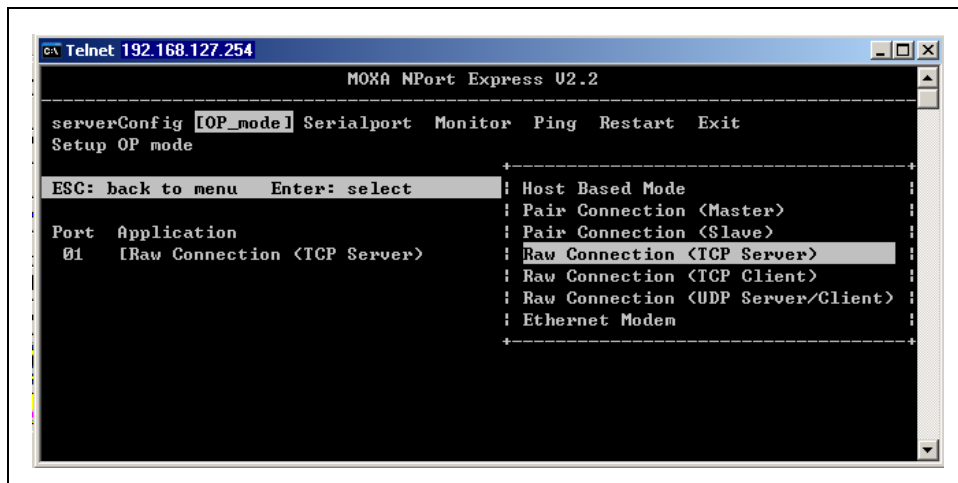 Telnet 192.168.127.254
MOXA NPort Express V2.2
serverConfig [OP_mode] Serialport Monitor Ping Restart Exit
Setup OP mode
ESC: back to menu Enter: select
Host Based Mode
Pair Connection (Master)
Port Application
Pair Connection (Slave)
01 [Raw Connection (TCP Server)
Raw Connection (TCP Server)
Raw Connection (TCP Client)
Raw Connection (UDP Server/Client)
Ethernet Modem